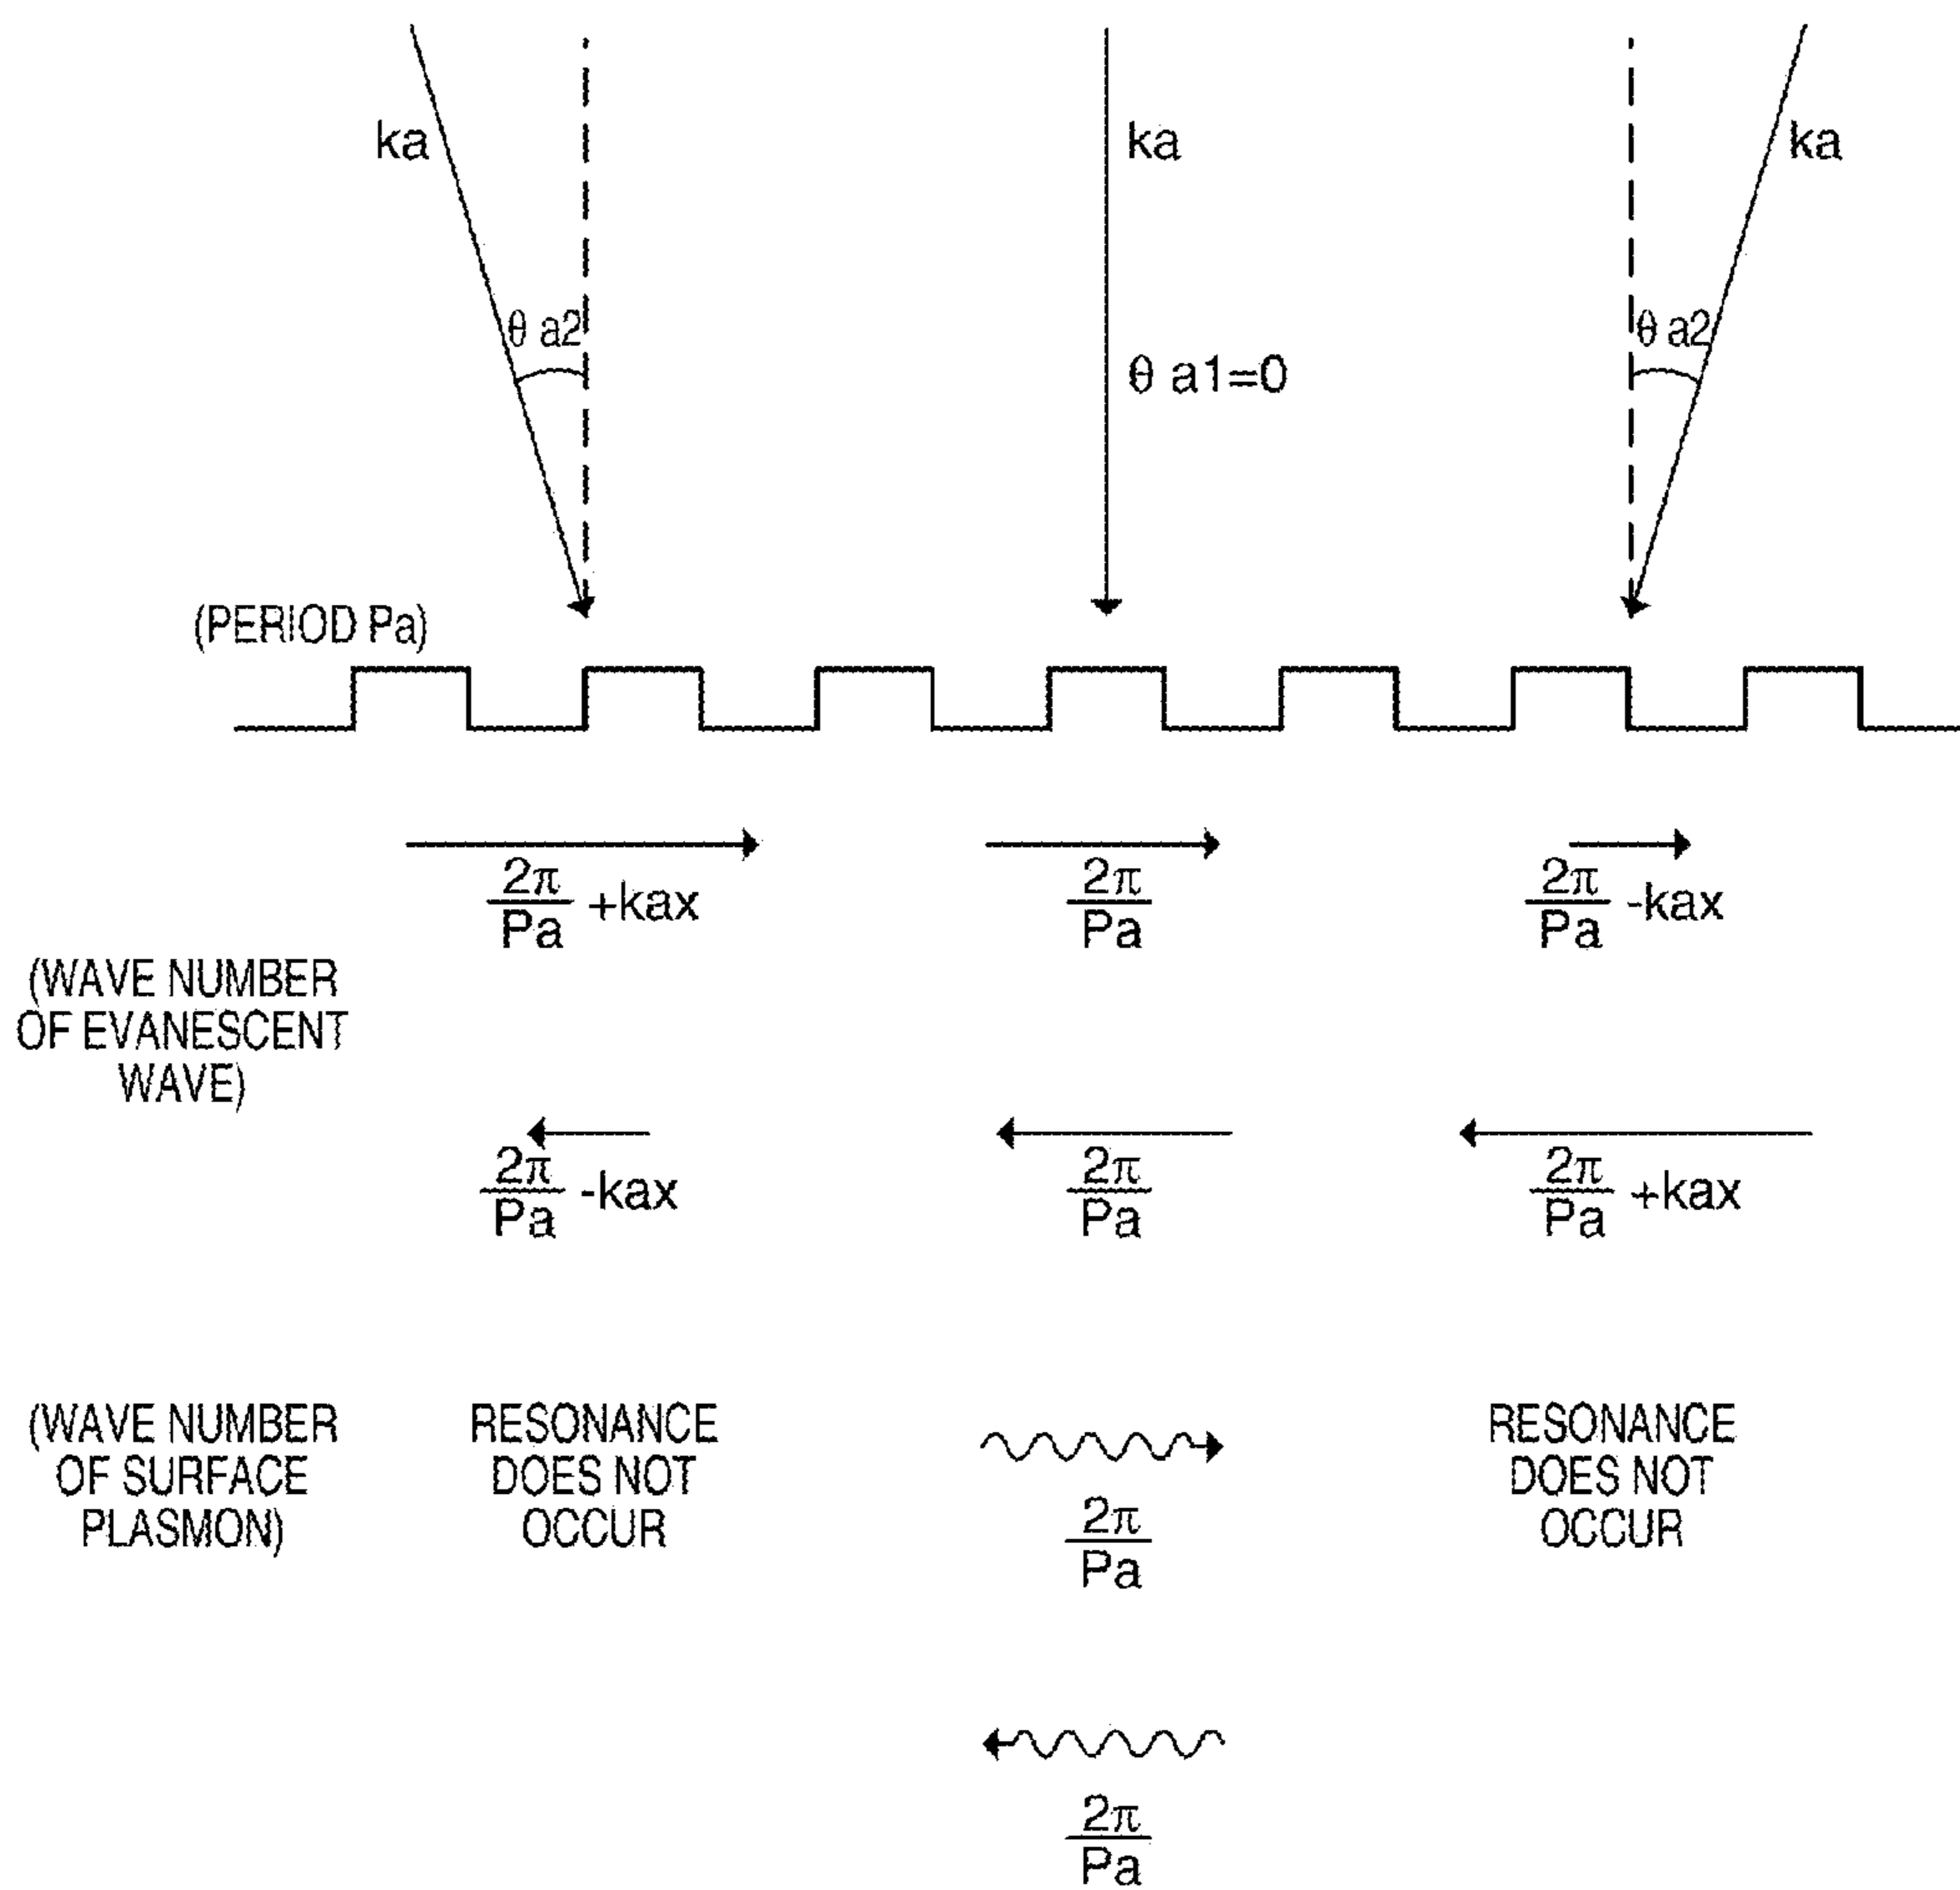 ka
ka
ka
θ a2
θ a2
θ a1=0
(PERIOD Pa)
2π/Pa +kax
2π/Pa
2π/Pa -kax
(WAVE NUMBER
OF EVANESCENT
WAVE)
2π/Pa -kax
2π/Pa
2π/Pa +kax
(WAVE NUMBER
OF SURFACE
PLASMON)
RESONANCE
DOES NOT
OCCUR
2π/Pa
RESONANCE
DOES NOT
OCCUR
2π/Pa